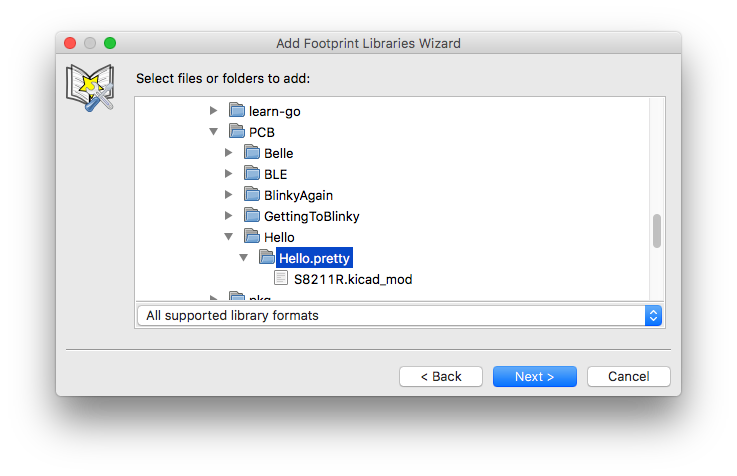 Add Footprint Libraries Wizard
Select files or folders to add:
learn-go
PCB
Belle
BLE
BlinkyAgain
GettingToBlinky
Hello
Hello.pretty
S8211R.kicad_mod
pkg
All supported library formats
< Back
Next >
Cancel